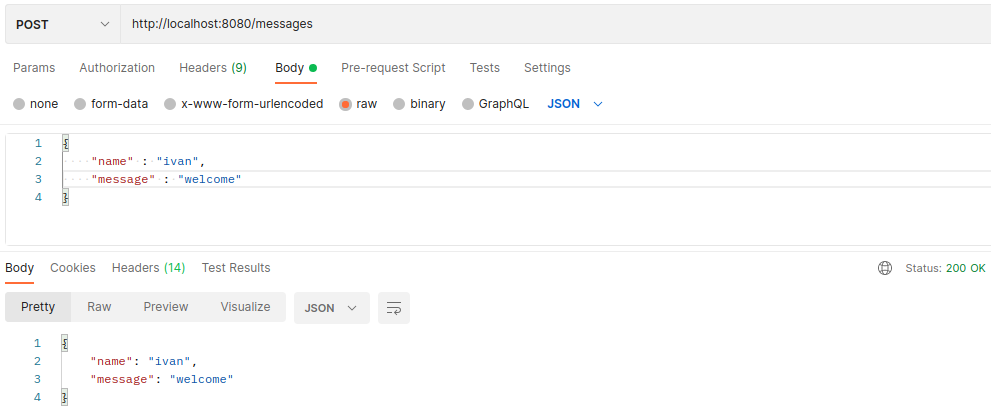 POST http://localhost:8080/messages
Params Authorization Headers (9) Body Pre-request Script Tests Settings
none form-data x-www-form-urlencoded raw binary GraphQL JSON
1 {
2 "name" : "ivan",
3 "message" : "welcome"
4 }
Body Cookies Headers (14) Test Results Status: 200 OK
Pretty Raw Preview Visualize JSON
1 {
2 "name": "ivan",
3 "message": "welcome"
4 }